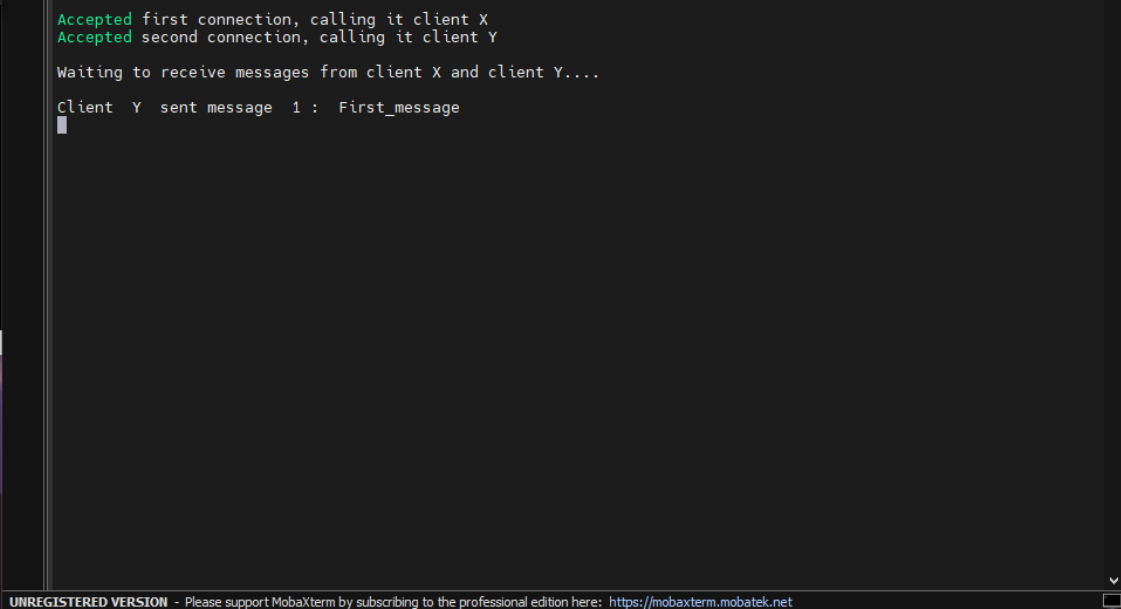 Accepted first connection, calling it client X
Accepted second connection, calling it client Y
Waiting to receive messages from client X and client Y....
Client  Y  sent message  1 :  First_message
UNREGISTERED VERSION - Please support MobaXterm by subscribing to the professional edition here: https://mobaxterm.mobatek.net